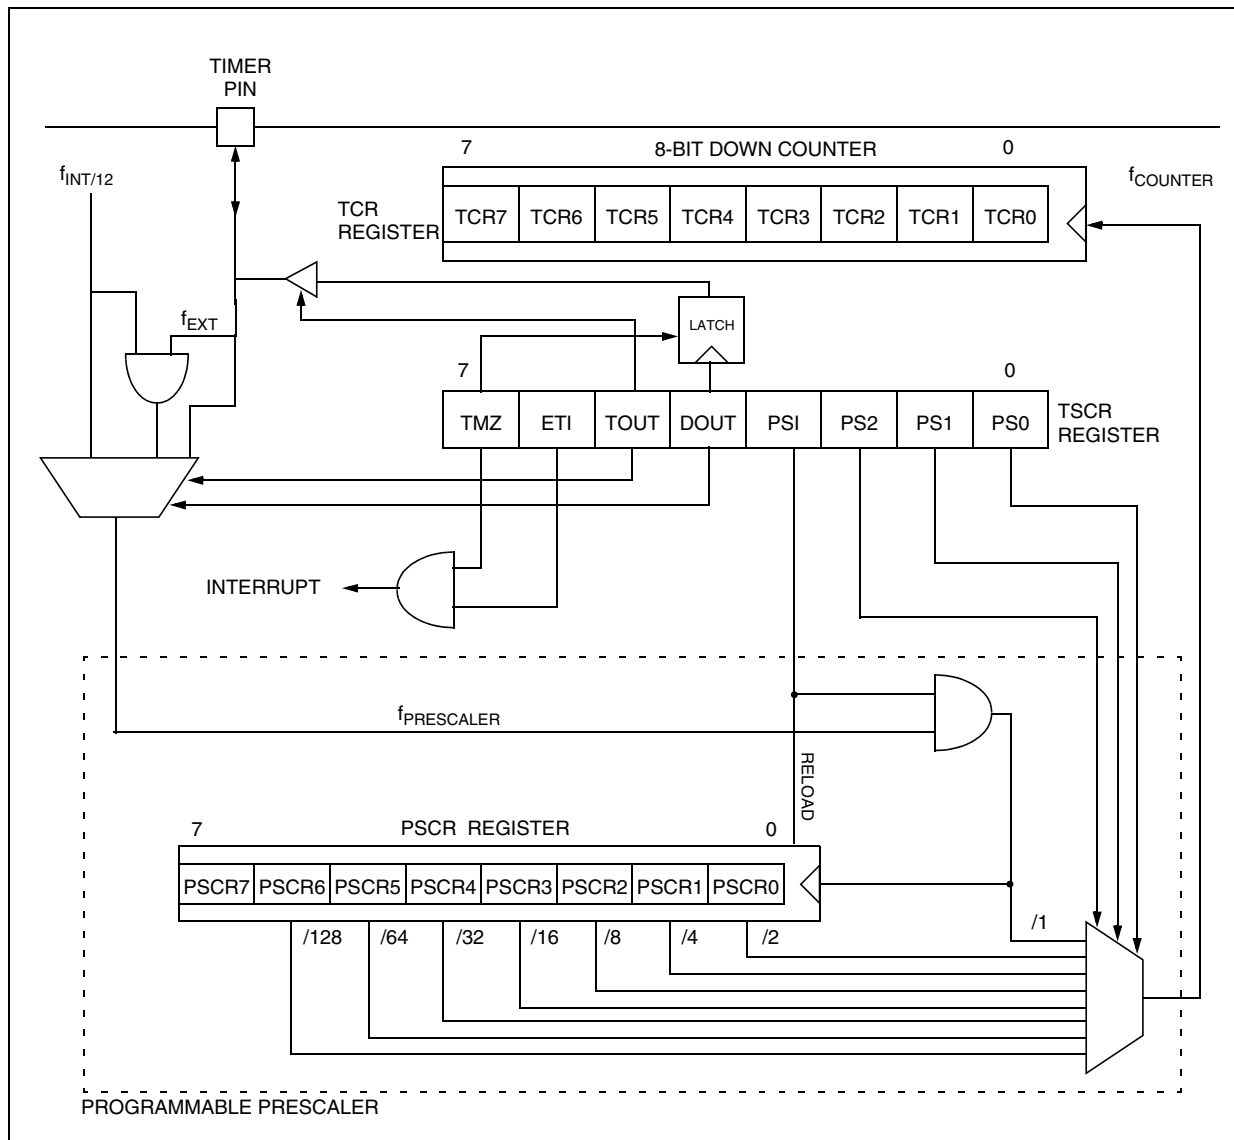 TIMER
PIN
7 8-BIT DOWN COUNTER 0
fINT/12
fCOUNTER
TCR
REGISTER
TCR7 TCR6 TCR5 TCR4 TCR3 TCR2 TCR1 TCR0
fEXT
LATCH
7 0
TMZ ETI TOUT DOUT PSI PS2 PS1 PS0
TSCR
REGISTER
INTERRUPT
fPRESCALER
RELOAD
7 PSCR REGISTER 0
PSCR7 PSCR6 PSCR5 PSCR4 PSCR3 PSCR2 PSCR1 PSCR0
/128 /64 /32 /16 /8 /4 /2 /1
PROGRAMMABLE PRESCALER